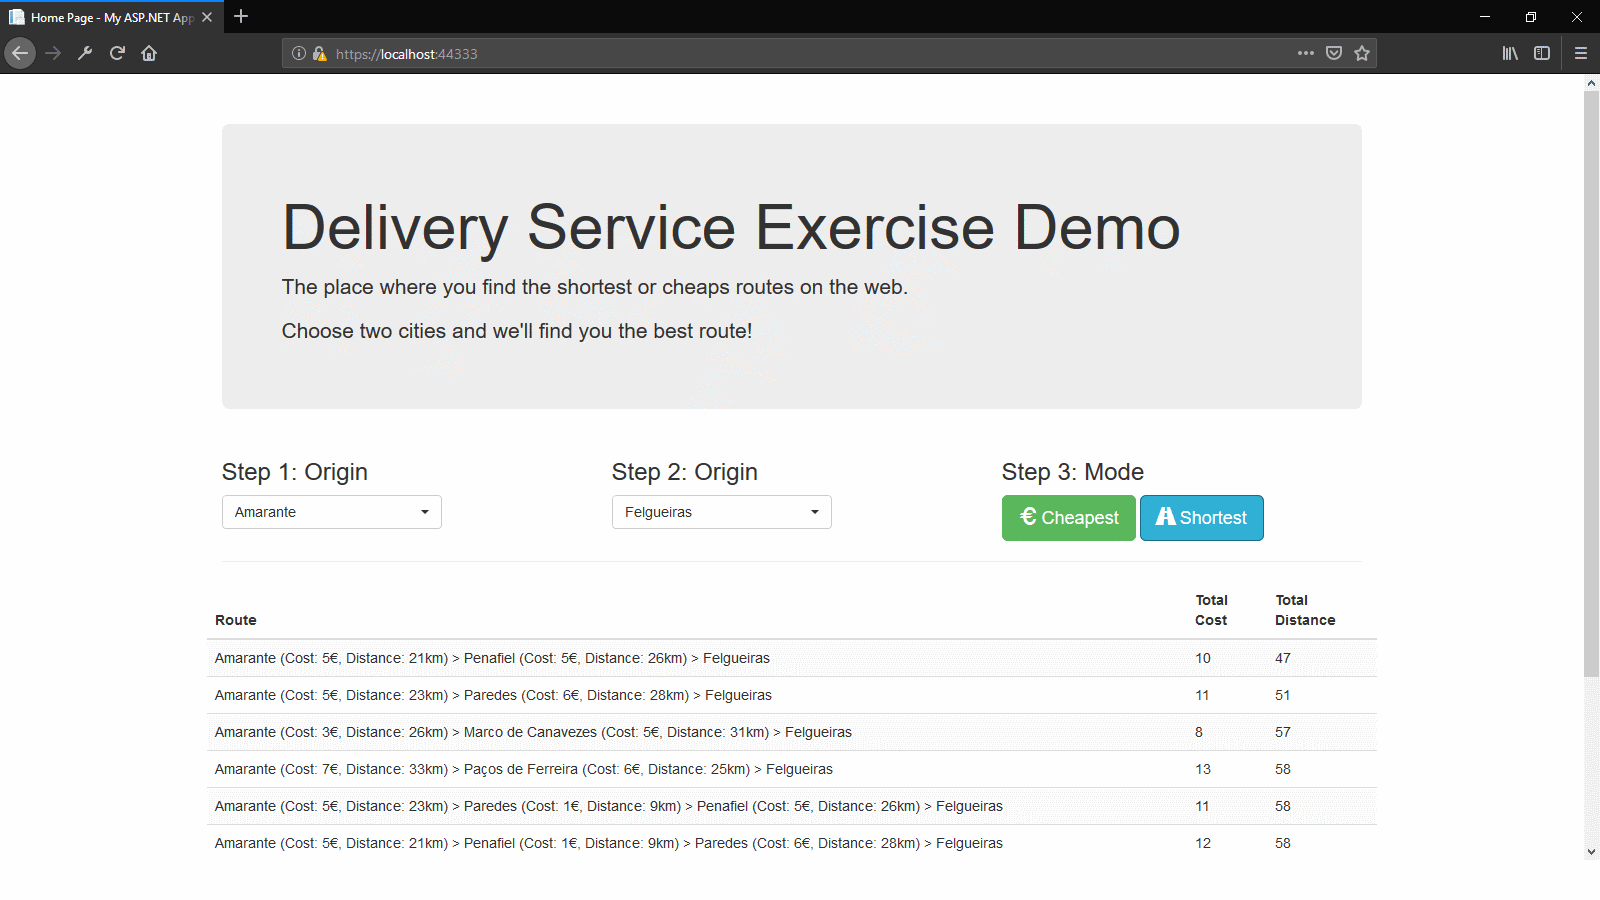 Home Page - My ASP.NET App
https://localhost:44333
Delivery Service Exercise Demo
The place where you find the shortest or cheaps routes on the web.
Choose two cities and we'll find you the best route!
Step 1: Origin
Amarante
Step 2: Origin
Felgueiras
Step 3: Mode
€ Cheapest
Shortest
Route
Total Cost
Total Distance
Amarante (Cost: 5€, Distance: 21km) > Penafiel (Cost: 5€, Distance: 26km) > Felgueiras 10 47
Amarante (Cost: 5€, Distance: 23km) > Paredes (Cost: 6€, Distance: 28km) > Felgueiras 11 51
Amarante (Cost: 3€, Distance: 26km) > Marco de Canavezes (Cost: 5€, Distance: 31km) > Felgueiras 8 57
Amarante (Cost: 7€, Distance: 33km) > Paços de Ferreira (Cost: 6€, Distance: 25km) > Felgueiras 13 58
Amarante (Cost: 5€, Distance: 23km) > Paredes (Cost: 1€, Distance: 9km) > Penafiel (Cost: 5€, Distance: 26km) > Felgueiras 11 58
Amarante (Cost: 5€, Distance: 21km) > Penafiel (Cost: 1€, Distance: 9km) > Paredes (Cost: 6€, Distance: 28km) > Felgueiras 12 58